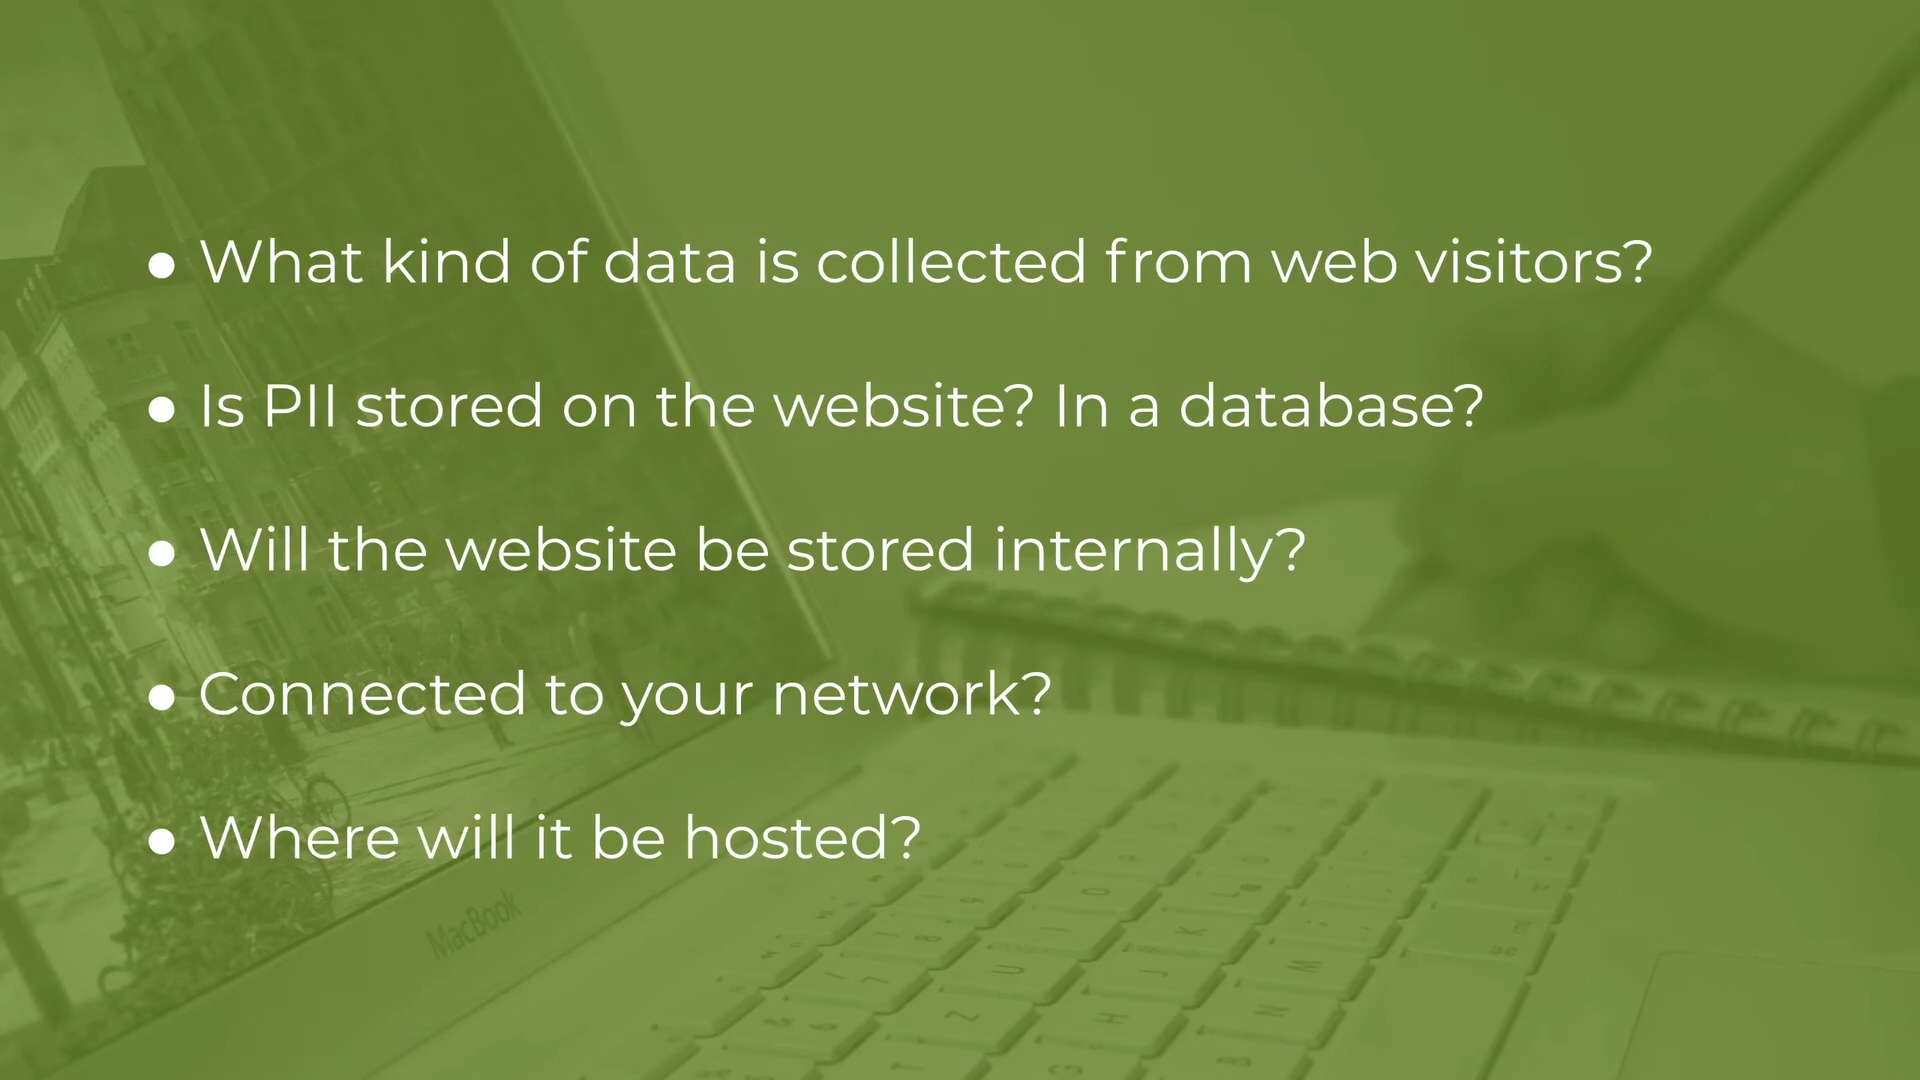 ● What kind of data is collected from web visitors?
● Is PII stored on the website? In a database?
● Will the website be stored internally?
● Connected to your network?
● Where will it be hosted?
MacBook